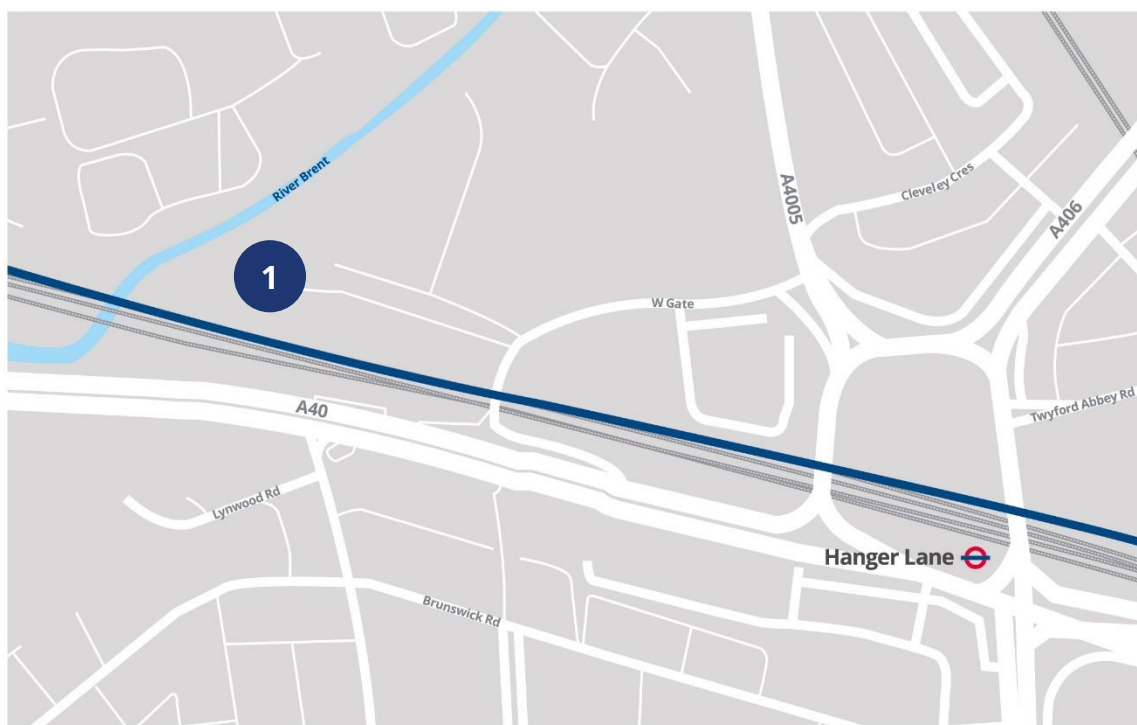 River Brent
1
A4005
Cleveley Cres
A406
W Gate
Twyford Abbey Rd
A40
Lynwood Rd
Hanger Lane
Brunswick Rd